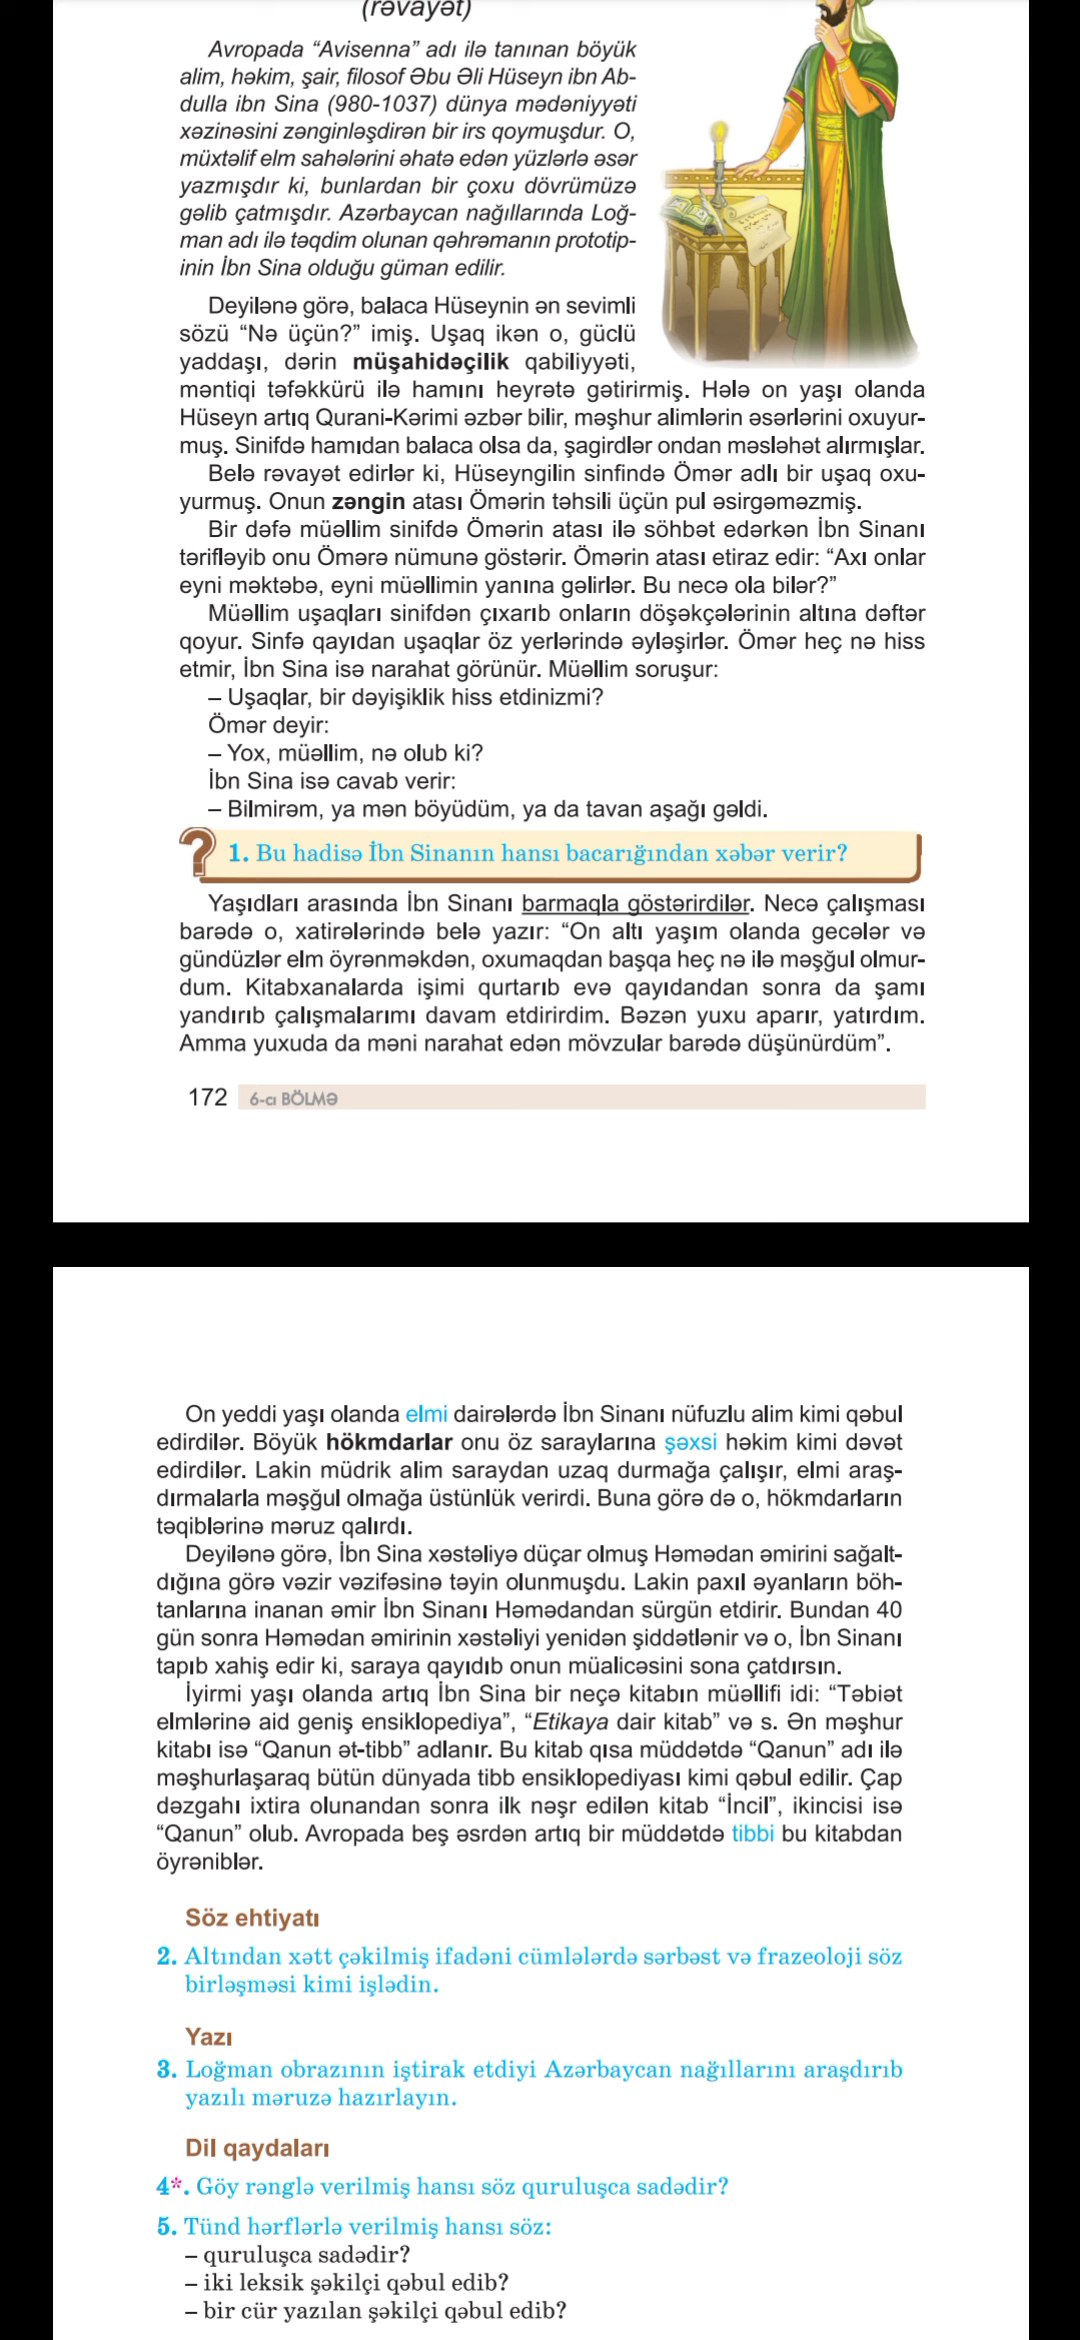 (rəvayət)
Avropada “Avisenna” adı ilə tanınan böyük
alim, həkim, şair, filosof Əbu Əli Hüseyn ibn Ab-
dulla ibn Sina (980-1037) dünya mədəniyyəti
xəzinəsini zənginləşdirən bir irs qoymuşdur. O,
müxtəlif elm sahələrini əhatə edən yüzlərlə əsər
yazmışdır ki, bunlardan bir çoxu dövrümüzə
gəlib çatmışdır. Azərbaycan nağıllarında Loğ-
man adı ilə təqdim olunan qəhrəmanın prototip-
inin İbn Sina olduğu güman edilir.
Deyilənə görə, balaca Hüseynin ən sevimli
sözü “Nə üçün?” imiş. Uşaq ikən o, güclü
yaddaşı, dərin müşahidəçilik qabiliyyəti,
məntiqi təfəkkürü ilə hamını heyrətə gətirirmiş. Hələ on yaşı olanda
Hüseyn artıq Qurani-Kərimi əzbər bilir, məşhur alimlərin əsərlərini oxuyur-
muş. Sinifdə hamıdan balaca olsa da, şagirdlər ondan məsləhət alırmışlar.
Belə rəvayət edirlər ki, Hüseyngilin sinfində Ömər adlı bir uşaq oxu-
yurmuş. Onun zəngin atası Ömərin təhsili üçün pul əsirgəməzmiş.
Bir dəfə müəllim sinifdə Ömərin atası ilə söhbət edərkən İbn Sinanı
tərifləyib onu Ömərə nümunə göstərir. Ömərin atası etiraz edir: “Axı onlar
eyni məktəbə, eyni müəllimin yanına gəlirlər. Bu necə ola bilər?”
Müəllim uşaqları sinifdən çıxarıb onların döşəkçələrinin altına dəftər
qoyur. Sinfə qayıdan uşaqlar öz yerlərində əyləşirlər. Ömər heç nə hiss
etmir, İbn Sina isə narahat görünür. Müəllim soruşur:
– Uşaqlar, bir dəyişiklik hiss etdinizmi?
Ömər deyir:
– Yox, müəllim, nə olub ki?
İbn Sina isə cavab verir:
– Bilmirəm, ya mən böyüdüm, ya da tavan aşağı gəldi.
? 1. Bu hadisə İbn Sinanın hansı bacarığından xəbər verir?
Yaşıdları arasında İbn Sinanı barmaqla göstərirdilər. Necə çalışması
barədə o, xatirələrində belə yazır: “On altı yaşım olanda gecələr və
gündüzlər elm öyrənməkdən, oxumaqdan başqa heç nə ilə məşğul olmur-
dum. Kitabxanalarda işimi qurtarıb evə qayıdandan sonra da şamı
yandırıb çalışmalarımı davam etdirirdim. Bəzən yuxu aparır, yatırdım.
Amma yuxuda da məni narahat edən mövzular barədə düşünürdüm”.
172 6-cı BÖLMƏ
On yeddi yaşı olanda elmi dairələrdə İbn Sinanı nüfuzlu alim kimi qəbul
edirdilər. Böyük hökmdarlar onu öz saraylarına şəxsi həkim kimi dəvət
edirdilər. Lakin müdrik alim saraydan uzaq durmağa çalışır, elmi araş-
dırmalarla məşğul olmağa üstünlük verirdi. Buna görə də o, hökmdarların
təqiblərinə məruz qalırdı.
Deyilənə görə, İbn Sina xəstəliyə düçar olmuş Həmədan əmirini sağalt-
dığına görə vəzir vəzifəsinə təyin olunmuşdu. Lakin paxıl əyanların böh-
tanlarına inanan əmir İbn Sinanı Həmədandan sürgün etdirir. Bundan 40
gün sonra Həmədan əmirinin xəstəliyi yenidən şiddətlənir və o, İbn Sinanı
tapıb xahiş edir ki, saraya qayıdıb onun müalicəsini sona çatdırsın.
İyirmi yaşı olanda artıq İbn Sina bir neçə kitabın müəllifi idi: “Təbiət
elmlərinə aid geniş ensiklopediya”, “Etikaya dair kitab” və s. Ən məşhur
kitabı isə “Qanun ət-tibb” adlanır. Bu kitab qısa müddətdə “Qanun” adı ilə
məşhurlaşaraq bütün dünyada tibb ensiklopediyası kimi qəbul edilir. Çap
dəzgahı ixtira olunandan sonra ilk nəşr edilən kitab “İncil”, ikincisi isə
“Qanun” olub. Avropada beş əsrdən artıq bir müddətdə tibbi bu kitabdan
öyrəniblər.
Söz ehtiyatı
2. Altından xətt çəkilmiş ifadəni cümlələrdə sərbəst və frazeoloji söz
birləşməsi kimi işlədin.
Yazı
3. Loğman obrazının iştirak etdiyi Azərbaycan nağıllarını araşdırıb
yazılı məruzə hazırlayın.
Dil qaydaları
4*. Göy rənglə verilmiş hansı söz quruluşca sadədir?
5. Tünd hərflərlə verilmiş hansı söz:
– quruluşca sadədir?
– iki leksik şəkilçi qəbul edib?
– bir cür yazılan şəkilçi qəbul edib?